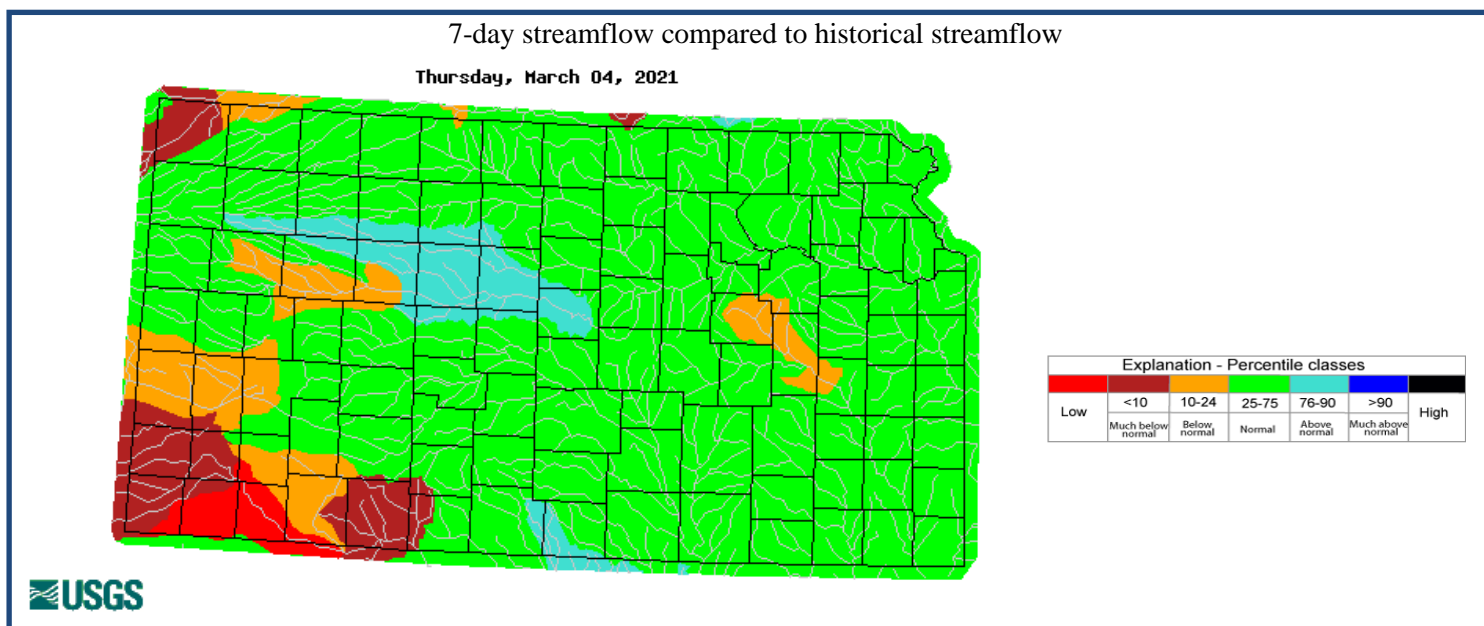 7-day streamflow compared to historical streamflow
Thursday, March 04, 2021
Explanation - Percentile classes
Low <10 10-24 25-75 76-90 >90 High
Much below normal Below normal Normal Above normal Much above normal
USGS